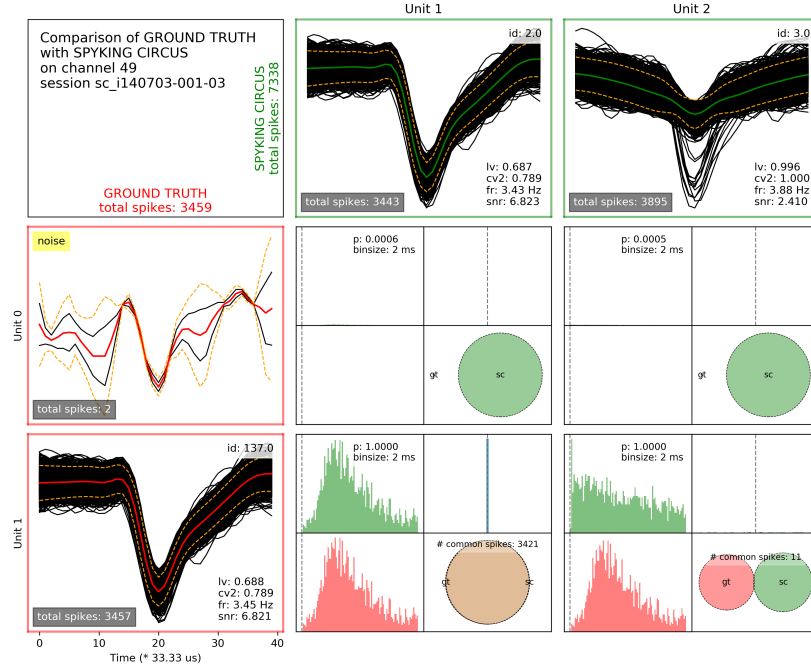 Unit 1
Unit 2
Comparison of GROUND TRUTH
with SPYKING CIRCUS
on channel 49
session sc_i140703-001-03
SPYKING CIRCUS
total spikes: 7338
GROUND TRUTH
total spikes: 3459
id: 2.0
lv: 0.687
cv2: 0.789
fr: 3.43 Hz
snr: 6.823
total spikes: 3443
id: 3.0
lv: 0.996
cv2: 1.000
fr: 3.88 Hz
snr: 2.410
total spikes: 3895
Unit 0
noise
total spikes: 2
p: 0.0006
binsize: 2 ms
gt
sc
p: 0.0005
binsize: 2 ms
gt
sc
Unit 1
id: 137.0
lv: 0.688
cv2: 0.789
fr: 3.45 Hz
snr: 6.821
total spikes: 3457
0
10
20
30
40
Time (* 33.33 us)
p: 1.0000
binsize: 2 ms
# common spikes: 3421
gt
sc
p: 1.0000
binsize: 2 ms
# common spikes: 11
gt
sc